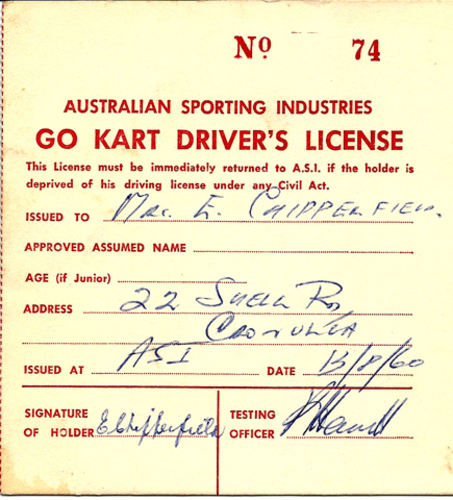 Nº 74
AUSTRALIAN SPORTING INDUSTRIES
GO KART DRIVER'S LICENSE
This License must be immediately returned to A.S.I. if the holder is
deprived of his driving license under any Civil Act.
ISSUED TO Mr. E. CHIPPERFIELD.
APPROVED ASSUMED NAME
AGE (if Junior)
ADDRESS 22 SHELL RD,
CRONULLA
ISSUED AT ASI DATE 13/8/60
SIGNATURE TESTING
OF HOLDER EChipperfield OFFICER